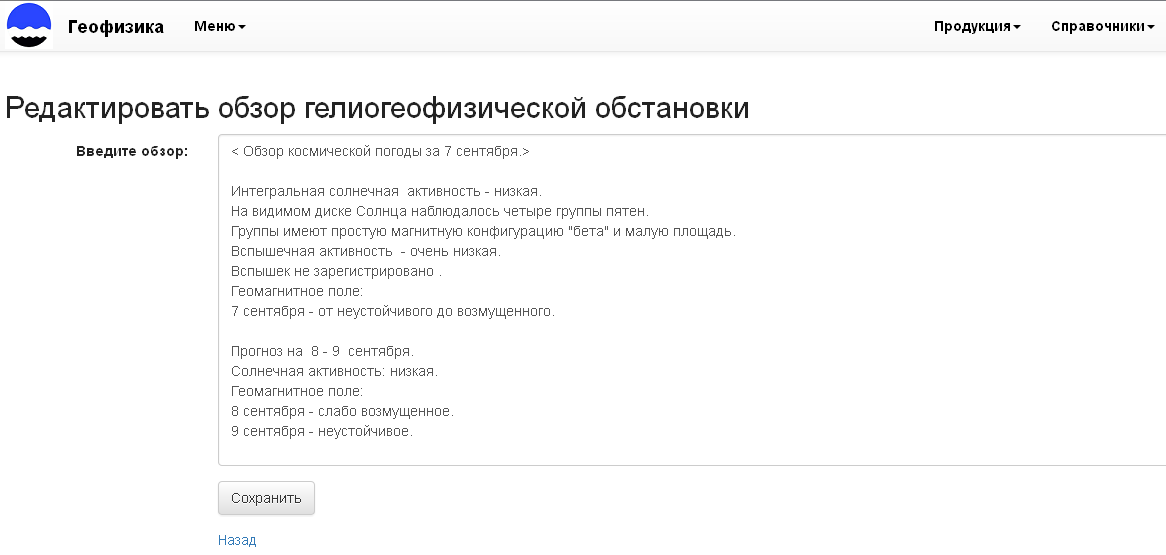 Геофизика Меню Продукция Справочники
Редактировать обзор гелиогеофизической обстановки
Введите обзор:
< Обзор космической погоды за 7 сентября.>
Интегральная солнечная  активность - низкая.
На видимом диске Солнца наблюдалось четыре группы пятен.
Группы имеют простую магнитную конфигурацию "бета" и малую площадь.
Вспышечная активность  - очень низкая.
Вспышек не зарегистрировано .
Геомагнитное поле:
7 сентября - от неустойчивого до возмущенного.
Прогноз на  8 - 9  сентября.
Солнечная активность: низкая.
Геомагнитное поле:
8 сентября - слабо возмущенное.
9 сентября - неустойчивое.
Сохранить
Назад